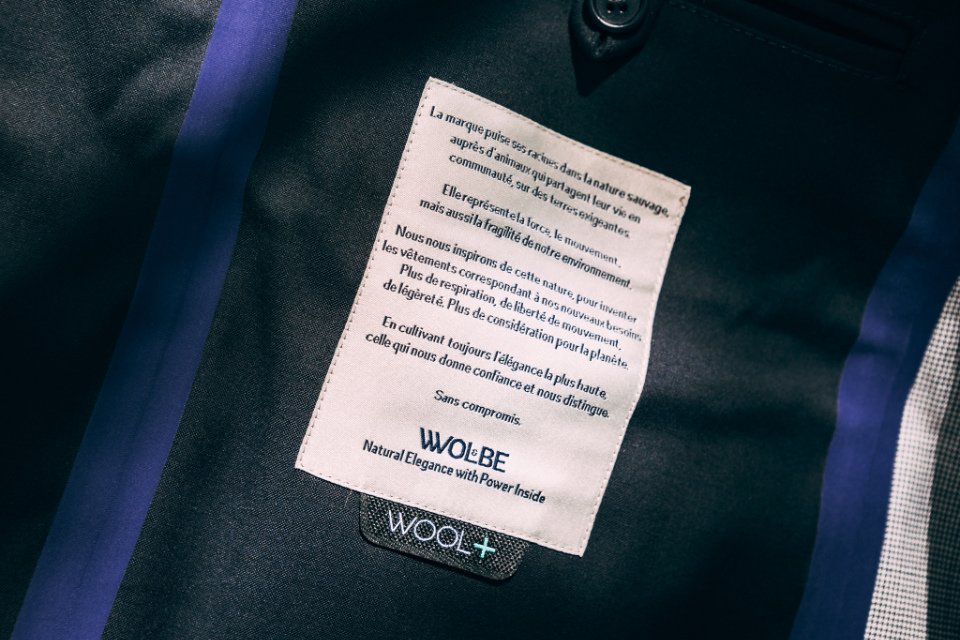 La marque puise ses racines dans la nature sauvage,
auprès d'animaux qui partagent leur vie en
communauté, sur des terres exigeantes.
Elle représente la force, le mouvement,
mais aussi la fragilité de notre environnement.
Nous nous inspirons de cette nature, pour inventer
les vêtements correspondant à nos nouveaux besoins
Plus de respiration, de liberté de mouvement,
de légèreté. Plus de considération pour la planète.
En cultivant toujours l'élégance la plus haute,
celle qui nous donne confiance et nous distingue.
Sans compromis.
WOL&BE
Natural Elegance with Power Inside
WOOL+